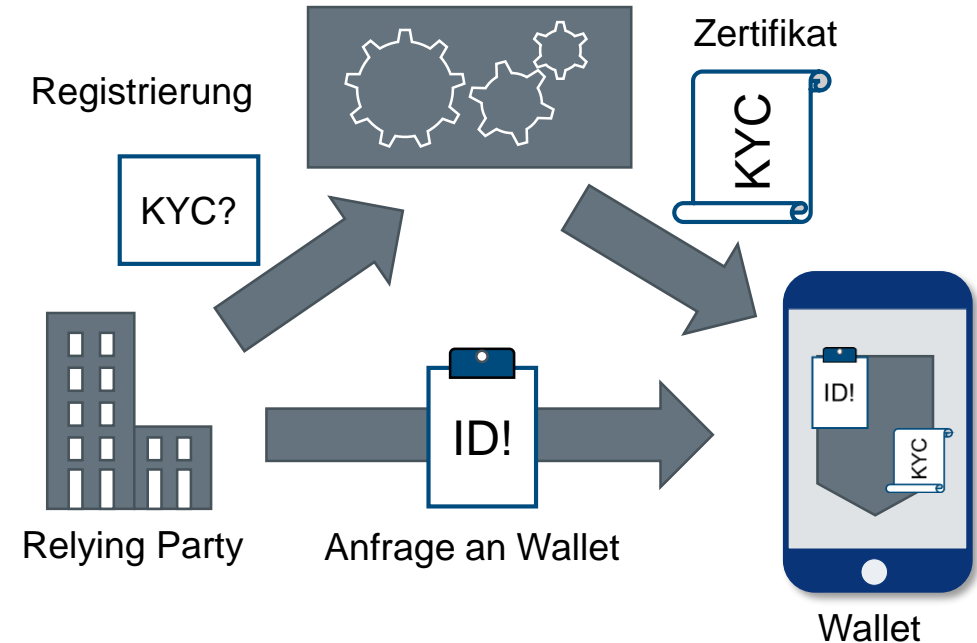 Zertifikat
Registrierung
KYC
KYC?
ID!
KYC
ID!
Relying Party
Anfrage an Wallet
Wallet